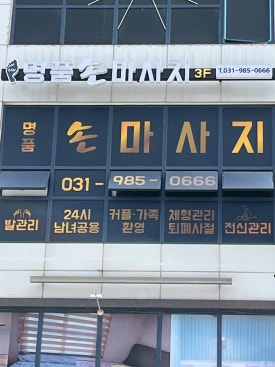 명품 손 마사지 3F T.031-985-0666
명품 손 마 사 지
031-985-0666
발관리
24시 남녀공용
커플·가족 환영
체형관리 퇴폐사절
전신관리